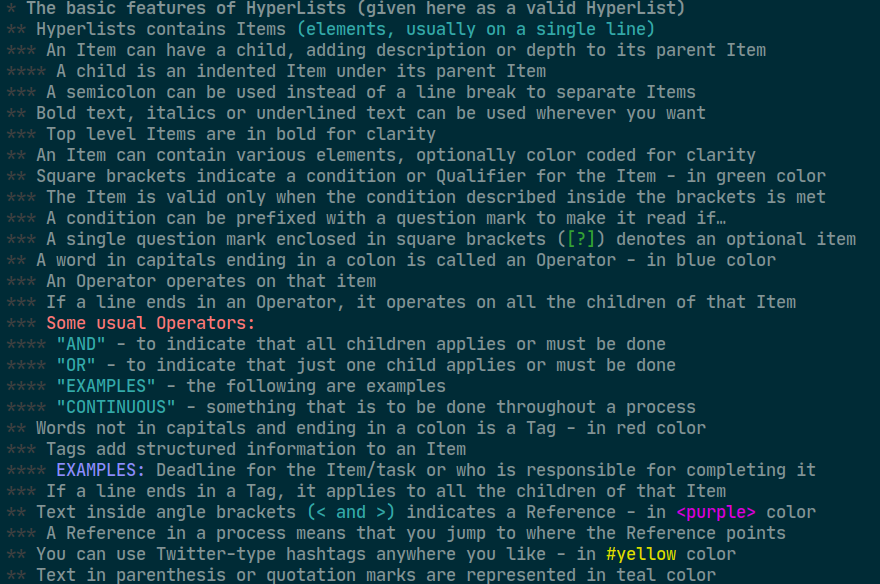 * The basic features of HyperLists (given here as a valid HyperList)
** Hyperlists contains Items (elements, usually on a single line)
*** An Item can have a child, adding description or depth to its parent Item
**** A child is an indented Item under its parent Item
*** A semicolon can be used instead of a line break to separate Items
** Bold text, italics or underlined text can be used wherever you want
*** Top level Items are in bold for clarity
** An Item can contain various elements, optionally color coded for clarity
** Square brackets indicate a condition or Qualifier for the Item – in green color
*** The Item is valid only when the condition described inside the brackets is met
*** A condition can be prefixed with a question mark to make it read if…
*** A single question mark enclosed in square brackets ([?]) denotes an optional item
** A word in capitals ending in a colon is called an Operator – in blue color
*** An Operator operates on that item
*** If a line ends in an Operator, it operates on all the children of that Item
*** Some usual Operators:
**** "AND" – to indicate that all children applies or must be done
**** "OR" – to indicate that just one child applies or must be done
**** "EXAMPLES" – the following are examples
**** "CONTINUOUS" – something that is to be done throughout a process
** Words not in capitals and ending in a colon is a Tag – in red color
*** Tags add structured information to an Item
**** EXAMPLES: Deadline for the Item/task or who is responsible for completing it
*** If a line ends in a Tag, it applies to all the children of that Item
** Text inside angle brackets (< and >) indicates a Reference – in <purple> color
*** A Reference in a process means that you jump to where the Reference points
** You can use Twitter-type hashtags anywhere you like – in #yellow color
** Text in parenthesis or quotation marks are represented in teal color